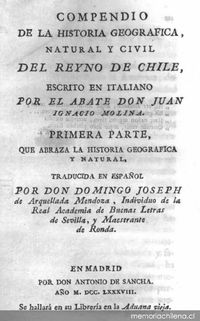 COMPENDIO
DE LA HISTORIA GEOGRAFICA,
NATURAL Y CIVIL
DEL REYNO DE CHILE,
ESCRITO EN ITALIANO
POR EL ABATE DON JUAN
IGNACIO MOLINA.
PRIMERA PARTE,
QUE ABRAZA LA HISTORIA GEOGRAFICA
Y NATURAL,
TRADUCIDA EN ESPAÑOL
POR DON DOMINGO JOSEPH
de Arquellada Mendoza, Individuo de la
Real Academia de Buenas Letras
de Sevilla, y Maestrante
de Ronda.
EN MADRID
POR DON ANTONIO DE SANCHA.
AÑO M. DCC. LXXXVIII.
Se hallará en su Librería en la Aduana vieja.
www.memoriachilena.cl